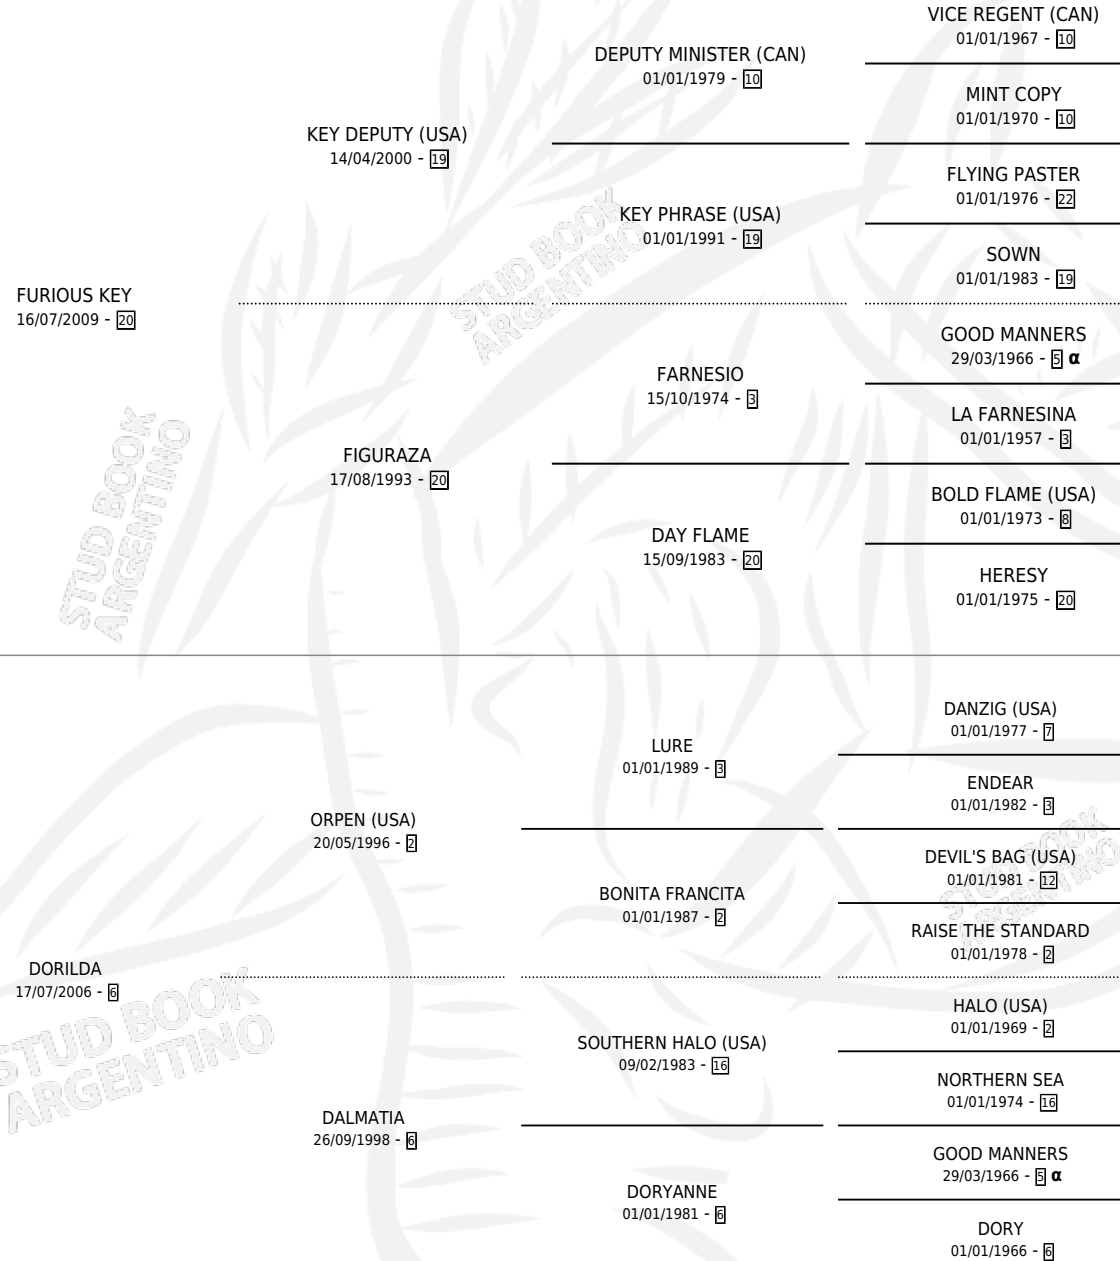 VICE REGENT (CAN)
01/01/1967 - 10
DEPUTY MINISTER (CAN)
01/01/1979 - 10
MINT COPY
01/01/1970 - 10
KEY DEPUTY (USA)
14/04/2000 - 19
FLYING PASTER
01/01/1976 - 22
KEY PHRASE (USA)
01/01/1991 - 19
SOWN
01/01/1983 - 19
STUD BOOK
ARGENTINO
FURIOUS KEY
16/07/2009 - 20
GOOD MANNERS
29/03/1966 - 5 α
FARNESIO
15/10/1974 - 3
LA FARNESINA
01/01/1957 - 3
FIGURAZA
17/08/1993 - 20
BOLD FLAME (USA)
01/01/1973 - 8
DAY FLAME
15/09/1983 - 20
HERESY
01/01/1975 - 20
STUD BOOK
ARGENTINO
DANZIG (USA)
01/01/1977 - 7
LURE
01/01/1989 - 3
ENDEAR
01/01/1982 - 3
ORPEN (USA)
20/05/1996 - 2
DEVIL'S BAG (USA)
01/01/1981 - 12
BONITA FRANCITA
01/01/1987 - 2
RAISE THE STANDARD
01/01/1978 - 2
STUD BOOK
ARGENTINO
DORILDA
17/07/2006 - 6
HALO (USA)
01/01/1969 - 2
SOUTHERN HALO (USA)
09/02/1983 - 16
NORTHERN SEA
01/01/1974 - 16
STUD BOOK
ARGENTINO
DALMATIA
26/09/1998 - 6
GOOD MANNERS
29/03/1966 - 5 α
DORYANNE
01/01/1981 - 6
DORY
01/01/1966 - 6